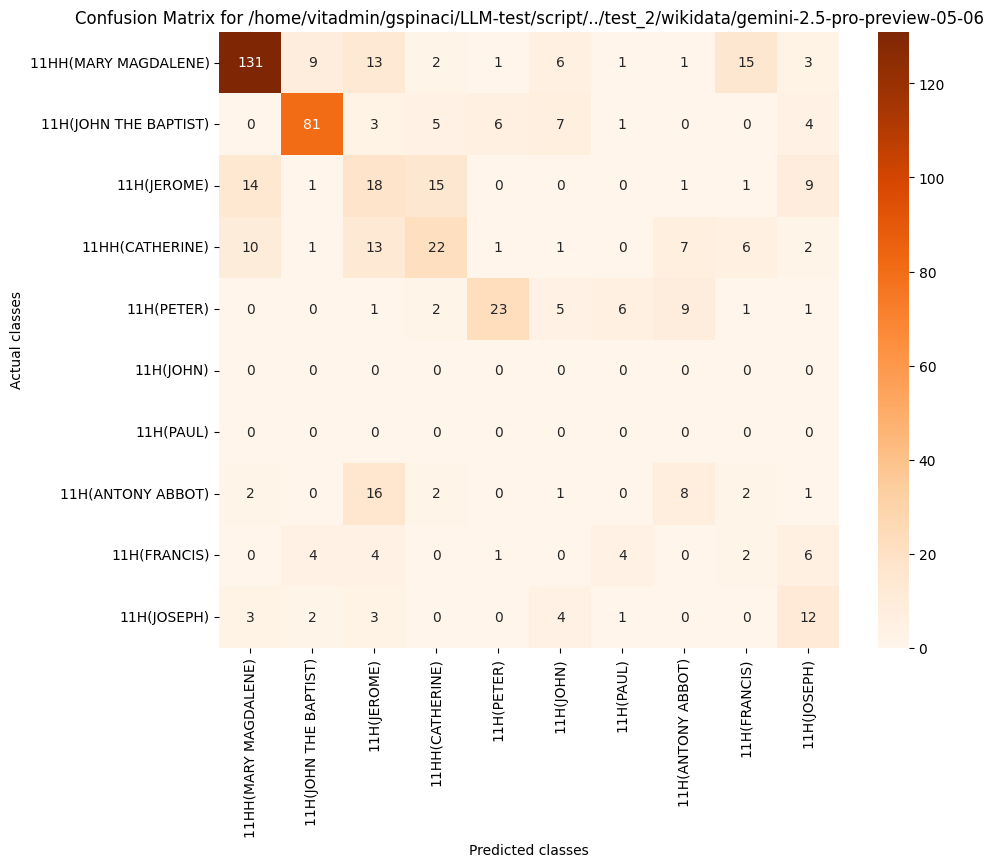 Confusion Matrix for /home/vitadmin/gspinaci/LLM-test/script/../test_2/wikidata/gemini-2.5-pro-preview-05-06
11HH(MARY MAGDALENE) 131 9 13 2 1 6 1 1 15 3
11H(JOHN THE BAPTIST) 0 81 3 5 6 7 1 0 0 4
11H(JEROME) 14 1 18 15 0 0 0 1 1 9
11HH(CATHERINE) 10 1 13 22 1 1 0 7 6 2
11H(PETER) 0 0 1 2 23 5 6 9 1 1
11H(JOHN) 0 0 0 0 0 0 0 0 0 0
11H(PAUL) 0 0 0 0 0 0 0 0 0 0
11H(ANTONY ABBOT) 2 0 16 2 0 1 0 8 2 1
11H(FRANCIS) 0 4 4 0 1 0 4 0 2 6
11H(JOSEPH) 3 2 3 0 0 4 1 0 0 12
Actual classes
11HH(MARY MAGDALENE)
11H(JOHN THE BAPTIST)
11H(JEROME)
11HH(CATHERINE)
11H(PETER)
11H(JOHN)
11H(PAUL)
11H(ANTONY ABBOT)
11H(FRANCIS)
11H(JOSEPH)
Predicted classes
120
100
80
60
40
20
0